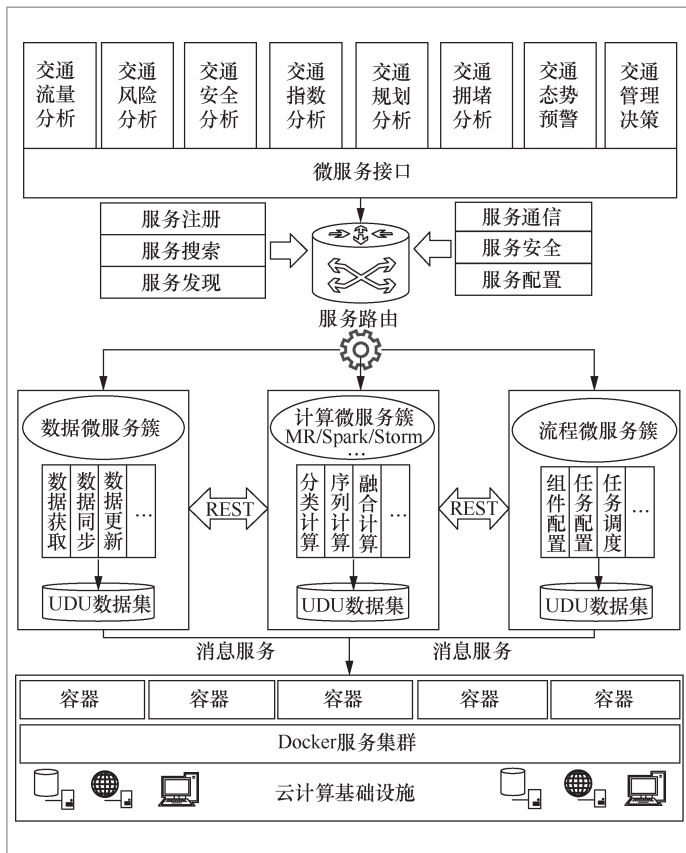 交通流量分析
交通风险分析
交通安全分析
交通指数分析
交通规划分析
交通拥堵分析
交通态势预警
交通管理决策
微服务接口
服务注册
服务搜索
服务发现
服务通信
服务安全
服务配置
服务路由
数据微服务簇
数据获取
数据同步
数据更新
…
UDU数据集
REST
计算微服务簇
MR/Spark/Storm
…
分类计算
序列计算
融合计算
…
UDU数据集
REST
流程微服务簇
组件配置
任务配置
任务调度
…
UDU数据集
消息服务
消息服务
容器
容器
容器
容器
容器
Docker服务集群
云计算基础设施